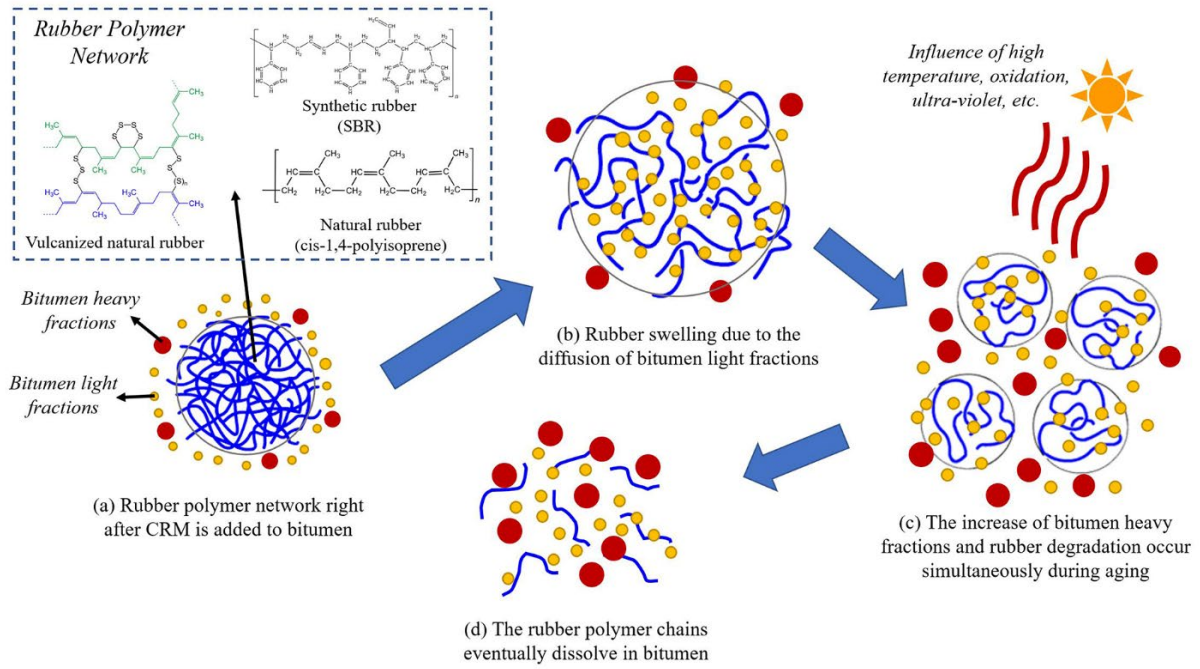 Rubber Polymer
Network
Synthetic rubber
(SBR)
Natural rubber
(cis-1,4-polyisoprene)
Vulcanized natural rubber
Influence of high
temperature, oxidation,
ultra-violet, etc.
Bitumen heavy
fractions
Bitumen light
fractions
(a) Rubber polymer network right
after CRM is added to bitumen
(b) Rubber swelling due to the
diffusion of bitumen light fractions
(c) The increase of bitumen heavy
fractions and rubber degradation occur
simultaneously during aging
(d) The rubber polymer chains
eventually dissolve in bitumen